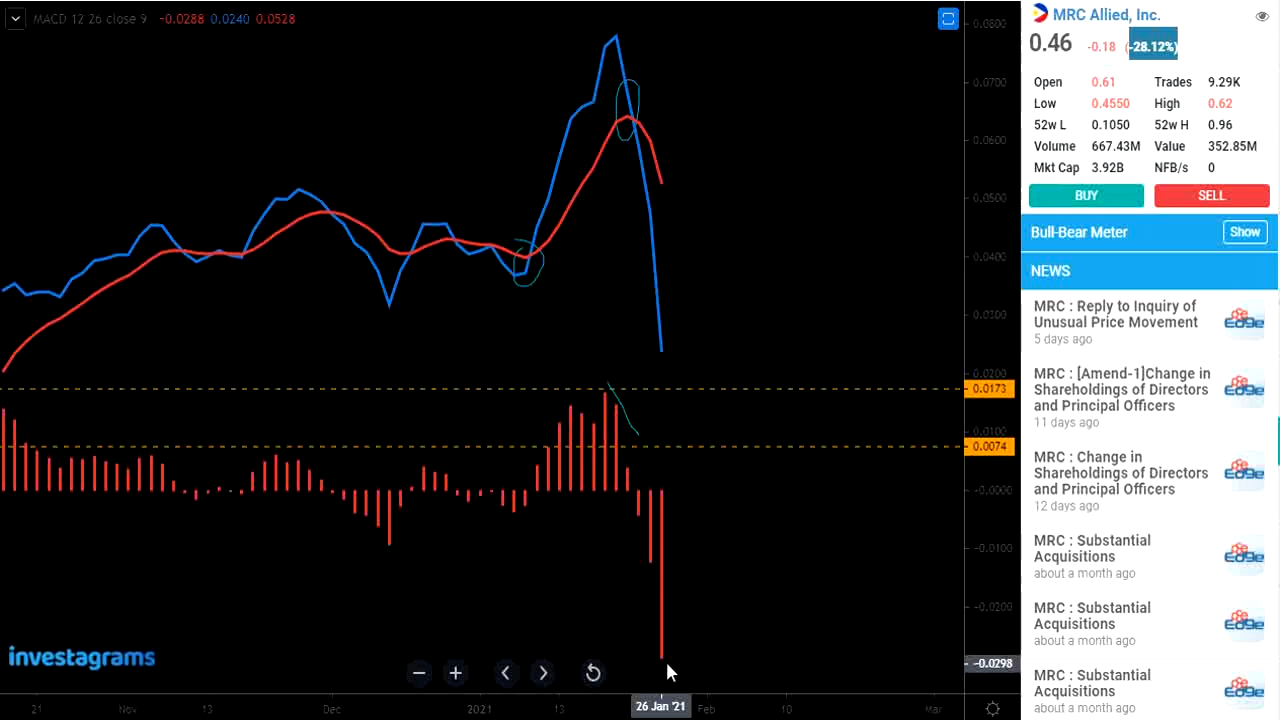 MACD 12 26 close 9 -0.0288 0.0240 0.0528
0.0800
0.0700
0.0600
0.0500
0.0400
0.0300
0.0200
0.0173
0.0100
0.0074
-0.0000
-0.0100
-0.0200
-0.0298
investagrams
21 Nov 13 Dec 2021 13 26 Jan '21 Feb 10 Mar
MRC Allied, Inc.
0.46 -0.18 (-28.12%)
Open 0.61 Trades 9.29K
Low 0.4550 High 0.62
52w L 0.1050 52w H 0.96
Volume 667.43M Value 352.85M
Mkt Cap 3.92B NFB/s 0
BUY SELL
Bull-Bear Meter Show
NEWS
MRC : Reply to Inquiry of
Unusual Price Movement
5 days ago
Edge
MRC : [Amend-1]Change in
Shareholdings of Directors
and Principal Officers
11 days ago
Edge
MRC : Change in
Shareholdings of Directors
and Principal Officers
12 days ago
Edge
MRC : Substantial
Acquisitions
about a month ago
Edge
MRC : Substantial
Acquisitions
about a month ago
Edge
MRC : Substantial
Acquisitions
about a month ago
Edge